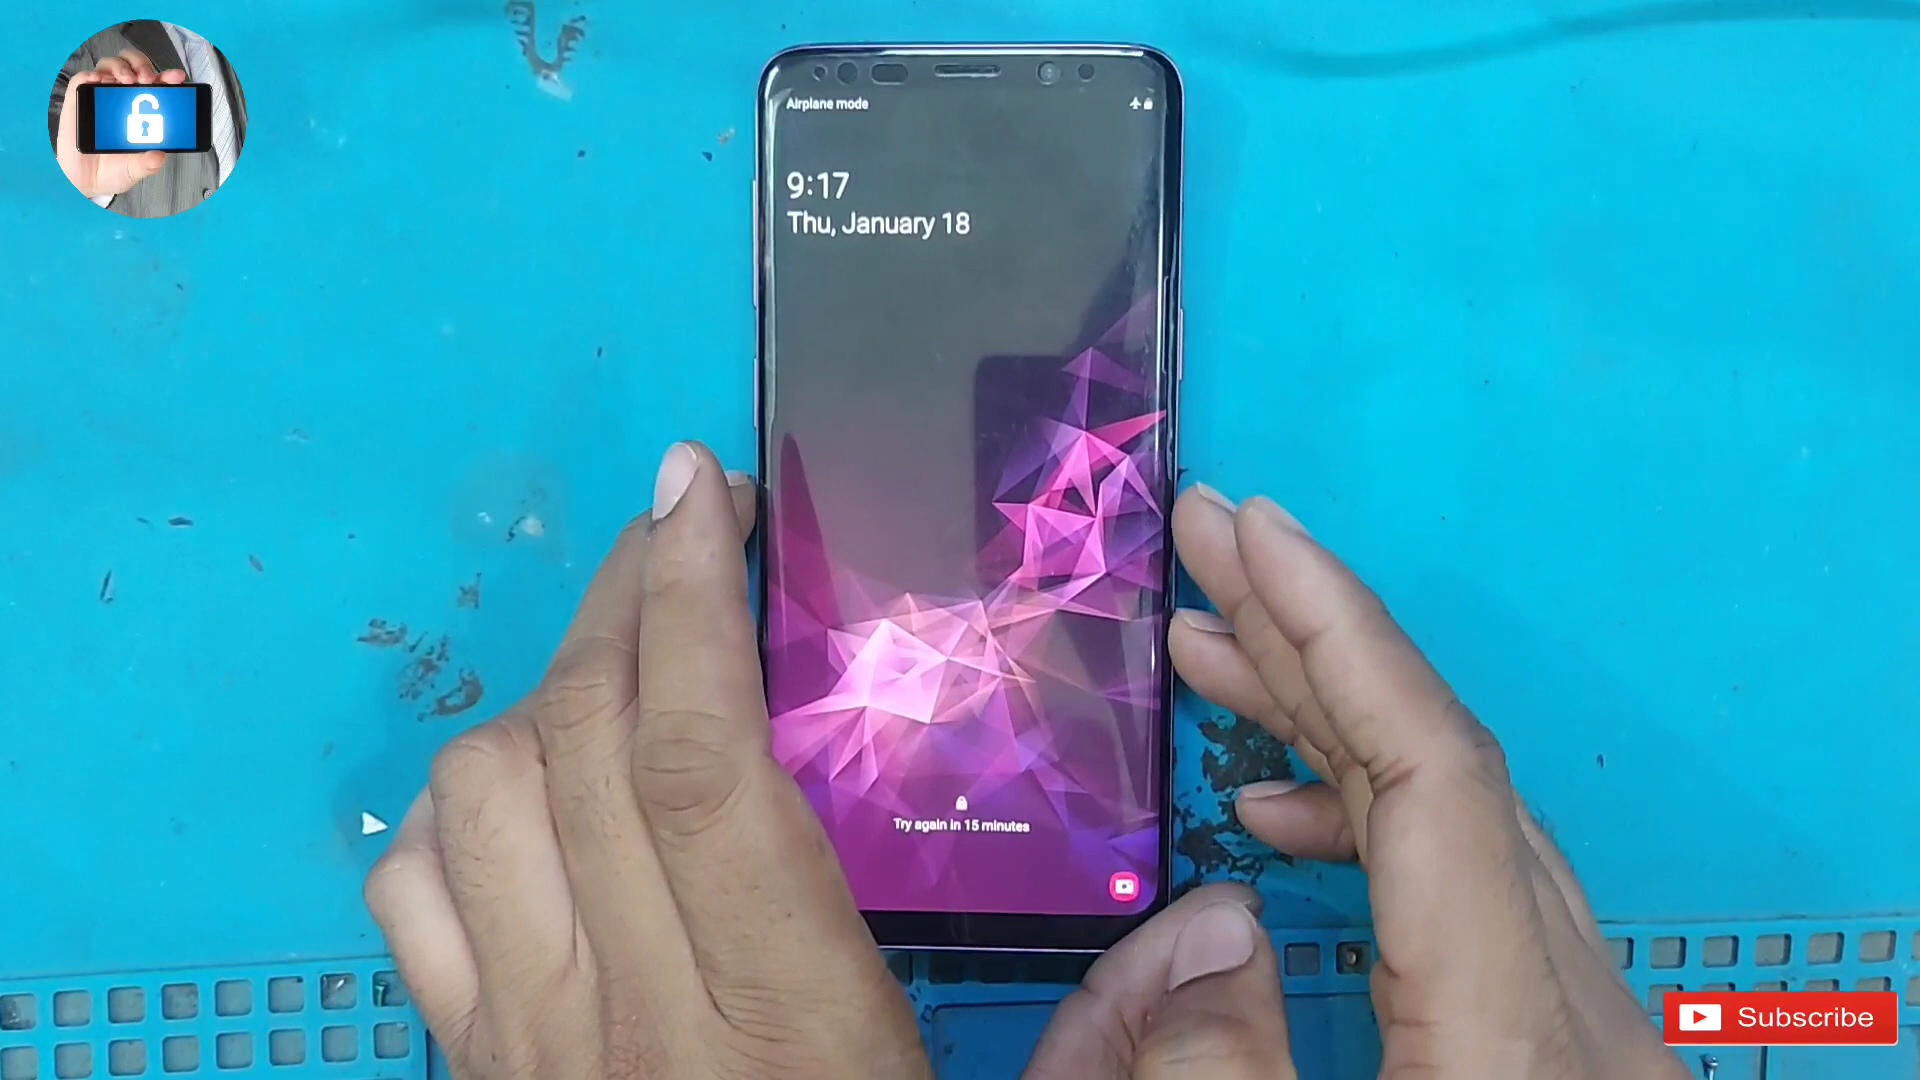 Airplane mode
9:17
Thu, January 18
Try again in 15 minutes
Subscribe